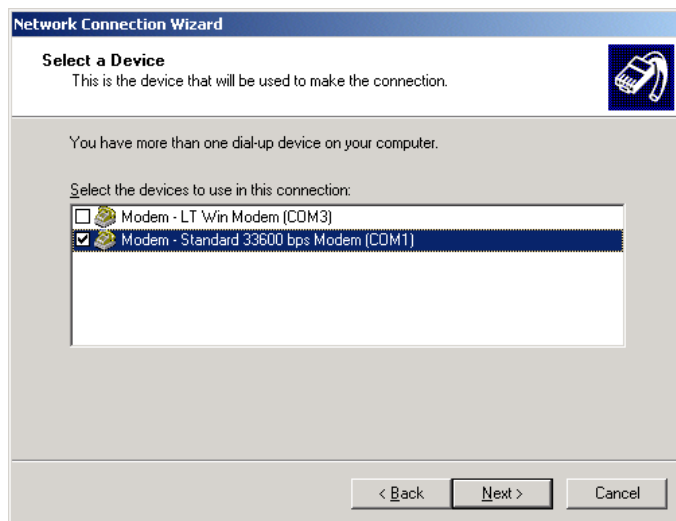 Network Connection Wizard
Select a Device
This is the device that will be used to make the connection.
You have more than one dial-up device on your computer.
Select the devices to use in this connection:
Modem - LT Win Modem (COM3)
Modem - Standard 33600 bps Modem (COM1)
< Back Next > Cancel